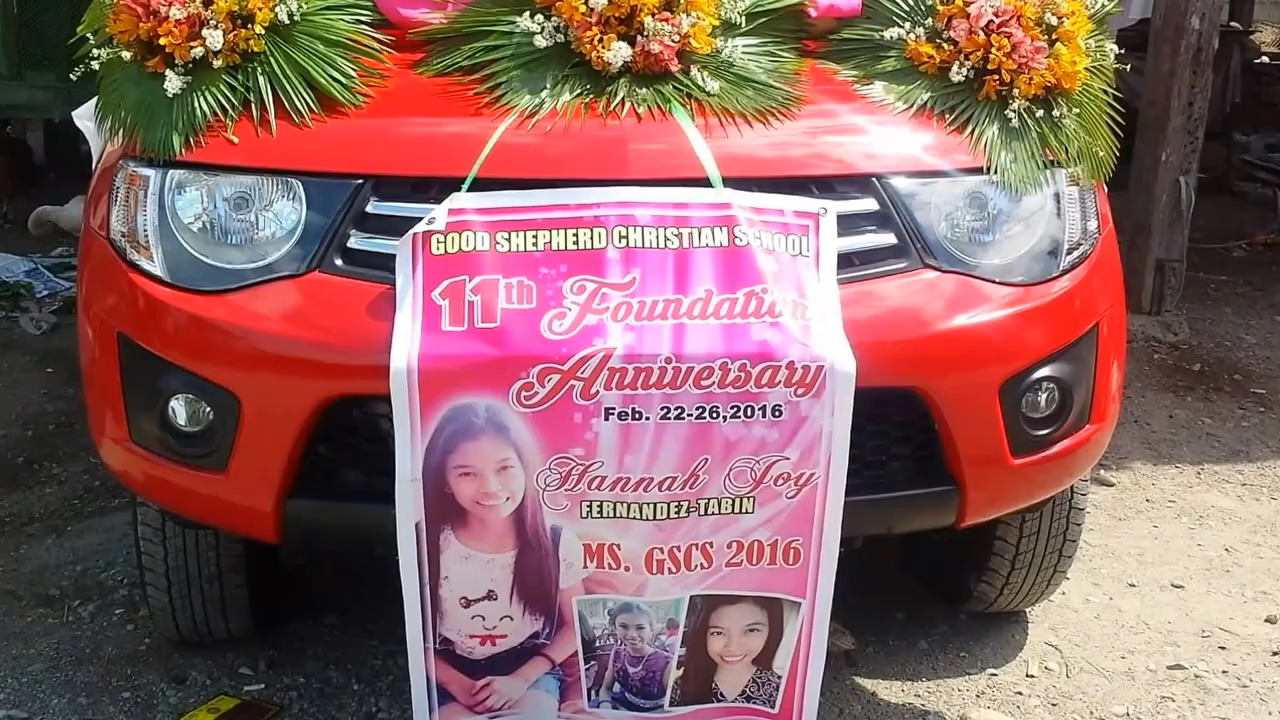 GOOD SHEPHERD CHRISTIAN SCHOOL
11th Foundation
Anniversary
Feb. 22-26,2016
Hannah Joy
FERNANDEZ-TABIN
MS. GSCS 2016